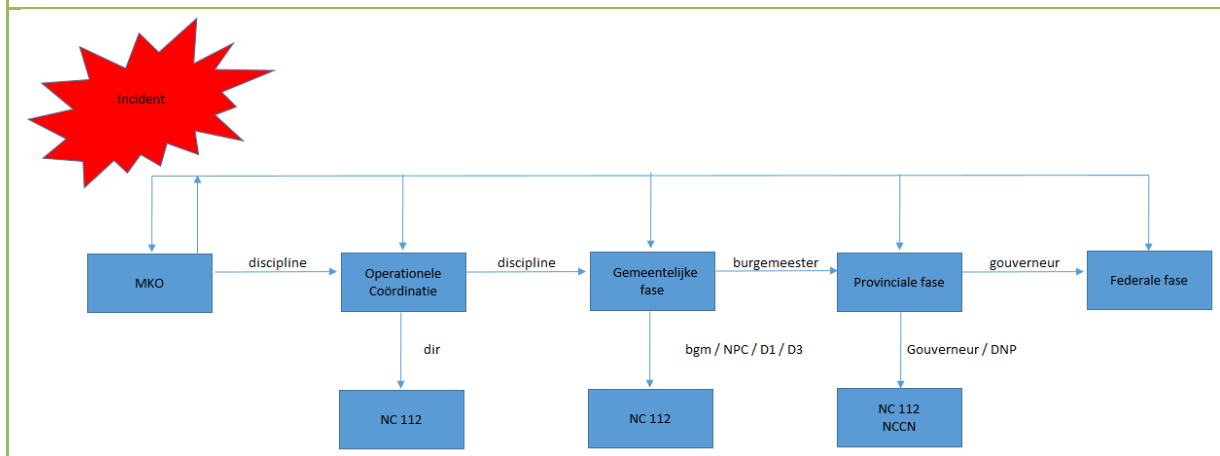 Incident
discipline
discipline
burgemeester
gouverneur
MKO
Operationele
Coördinatie
Gemeentelijke
fase
Provinciale fase
Federale fase
dir
bgm / NPC / D1 / D3
Gouverneur / DNP
NC 112
NC 112
NC 112
NCCN